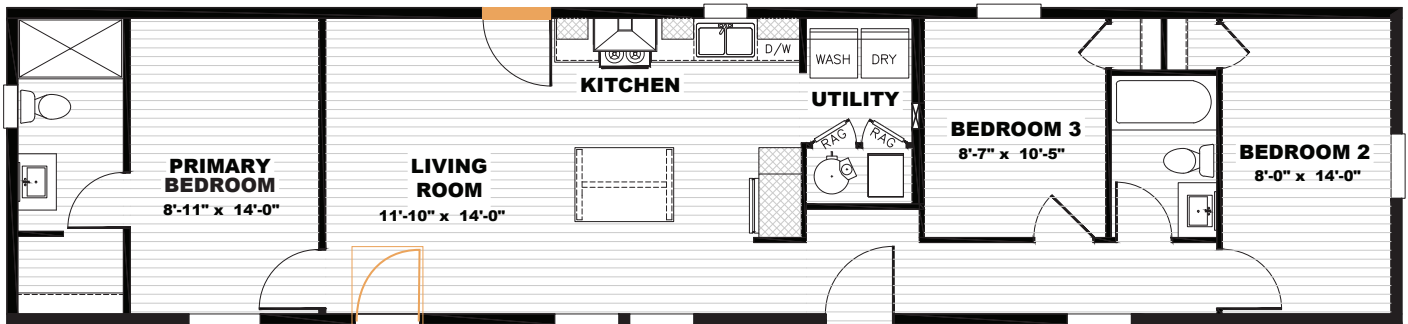 PRIMARY
BEDROOM
8'-11" x 14'-0"
LIVING
ROOM
11'-10" x 14'-0"
KITCHEN
D/W
WASH
DRY
UTILITY
RAG
RAG
BEDROOM 3
8'-7" x 10'-5"
BEDROOM 2
8'-0" x 14'-0"